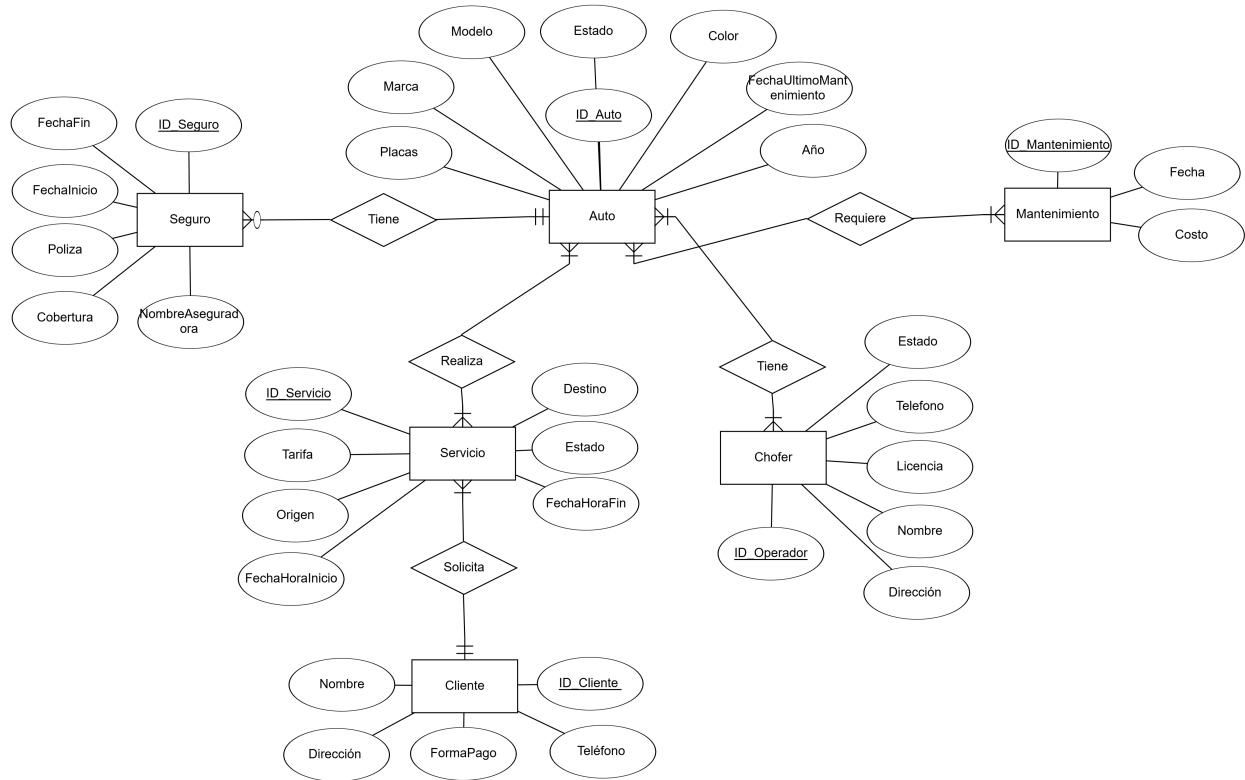 Modelo
Estado
Color
Marca
FechaUltimoMant
enimiento
ID_Auto
FechaFin
ID_Seguro
Placas
Año
ID_Mantenimiento
Fecha
FechaInicio
Seguro
Tiene
Auto
Requiere
Mantenimiento
Costo
Poliza
Cobertura
NombreAsegurad
ora
Estado
Realiza
Tiene
ID_Servicio
Destino
Telefono
Tarifa
Servicio
Estado
Chofer
Licencia
Origen
FechaHoraFin
Nombre
ID_Operador
FechaHoraInicio
Solicita
Dirección
Nombre
Cliente
ID_Cliente
Dirección
FormaPago
Teléfono